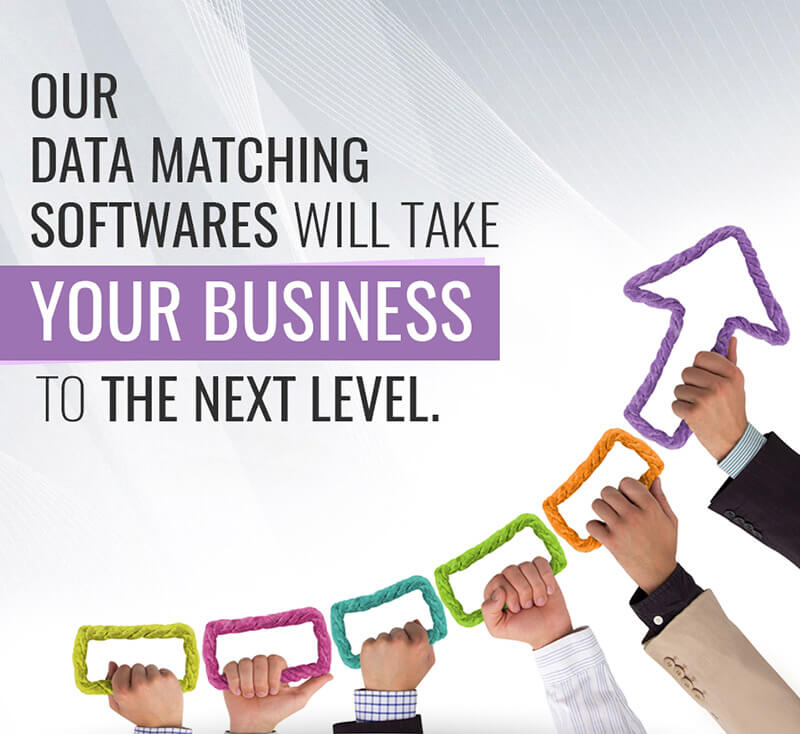 OUR
DATA MATCHING
SOFTWARES WILL TAKE
YOUR BUSINESS
TO THE NEXT LEVEL.